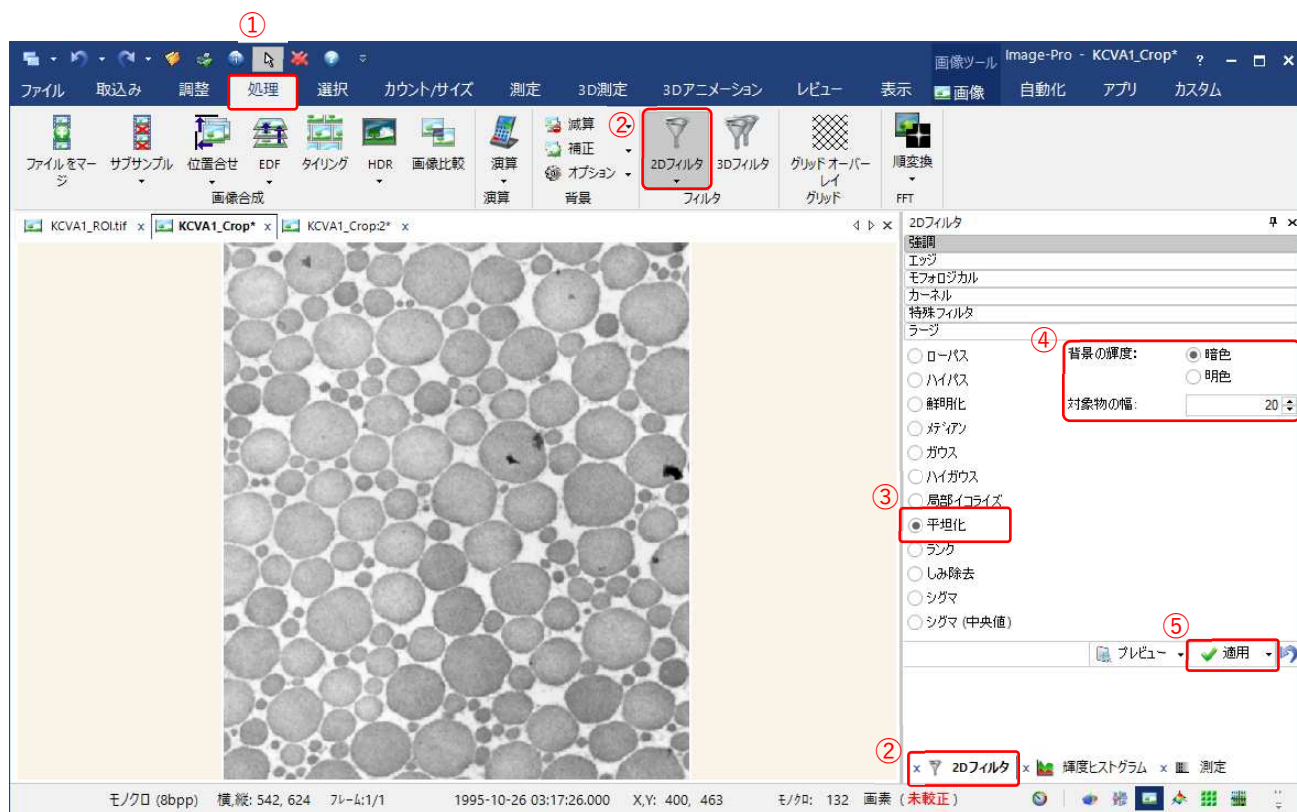 ①
画像ツール Image-Pro - KCVA1_Crop* ?
ファイル 取込み 調整 処理 選択 カウント/サイズ 測定 3D測定 3Dアニメーション レビュー 表示 画像 自動化 アプリ カスタム
減算 ②
補正
ファイルをマージ サブサンプル 位置合せ EDF タイリング HDR 画像比較 演算 オプション 2Dフィルタ 3Dフィルタ グリッド オーバーレイ 順変換
画像合成 演算 背景 フィルタ グリッド FFT
KCVA1_ROI.tif x KCVA1_Crop* x KCVA1_Crop:2* x
2Dフィルタ
強調
エッジ
モフォロジカル
カーネル
特殊フィルタ
ラージ
④
ローパス 背景の輝度: 暗色
ハイパス 明色
鮮明化 対象物の幅: 20
メディアン
ガウス
ハイガウス
③ 局部イコライズ
平坦化
ランク
しみ除去
シグマ
シグマ (中央値)
⑤
プレビュー 適用
②
x 2Dフィルタ x 輝度ヒストグラム x 測定
モノクロ (8bpp) 横,縦: 542, 624 フレーム:1/1 1995-10-26 03:17:26.000 X,Y: 400, 463 モノクロ: 132 画素 (未較正)